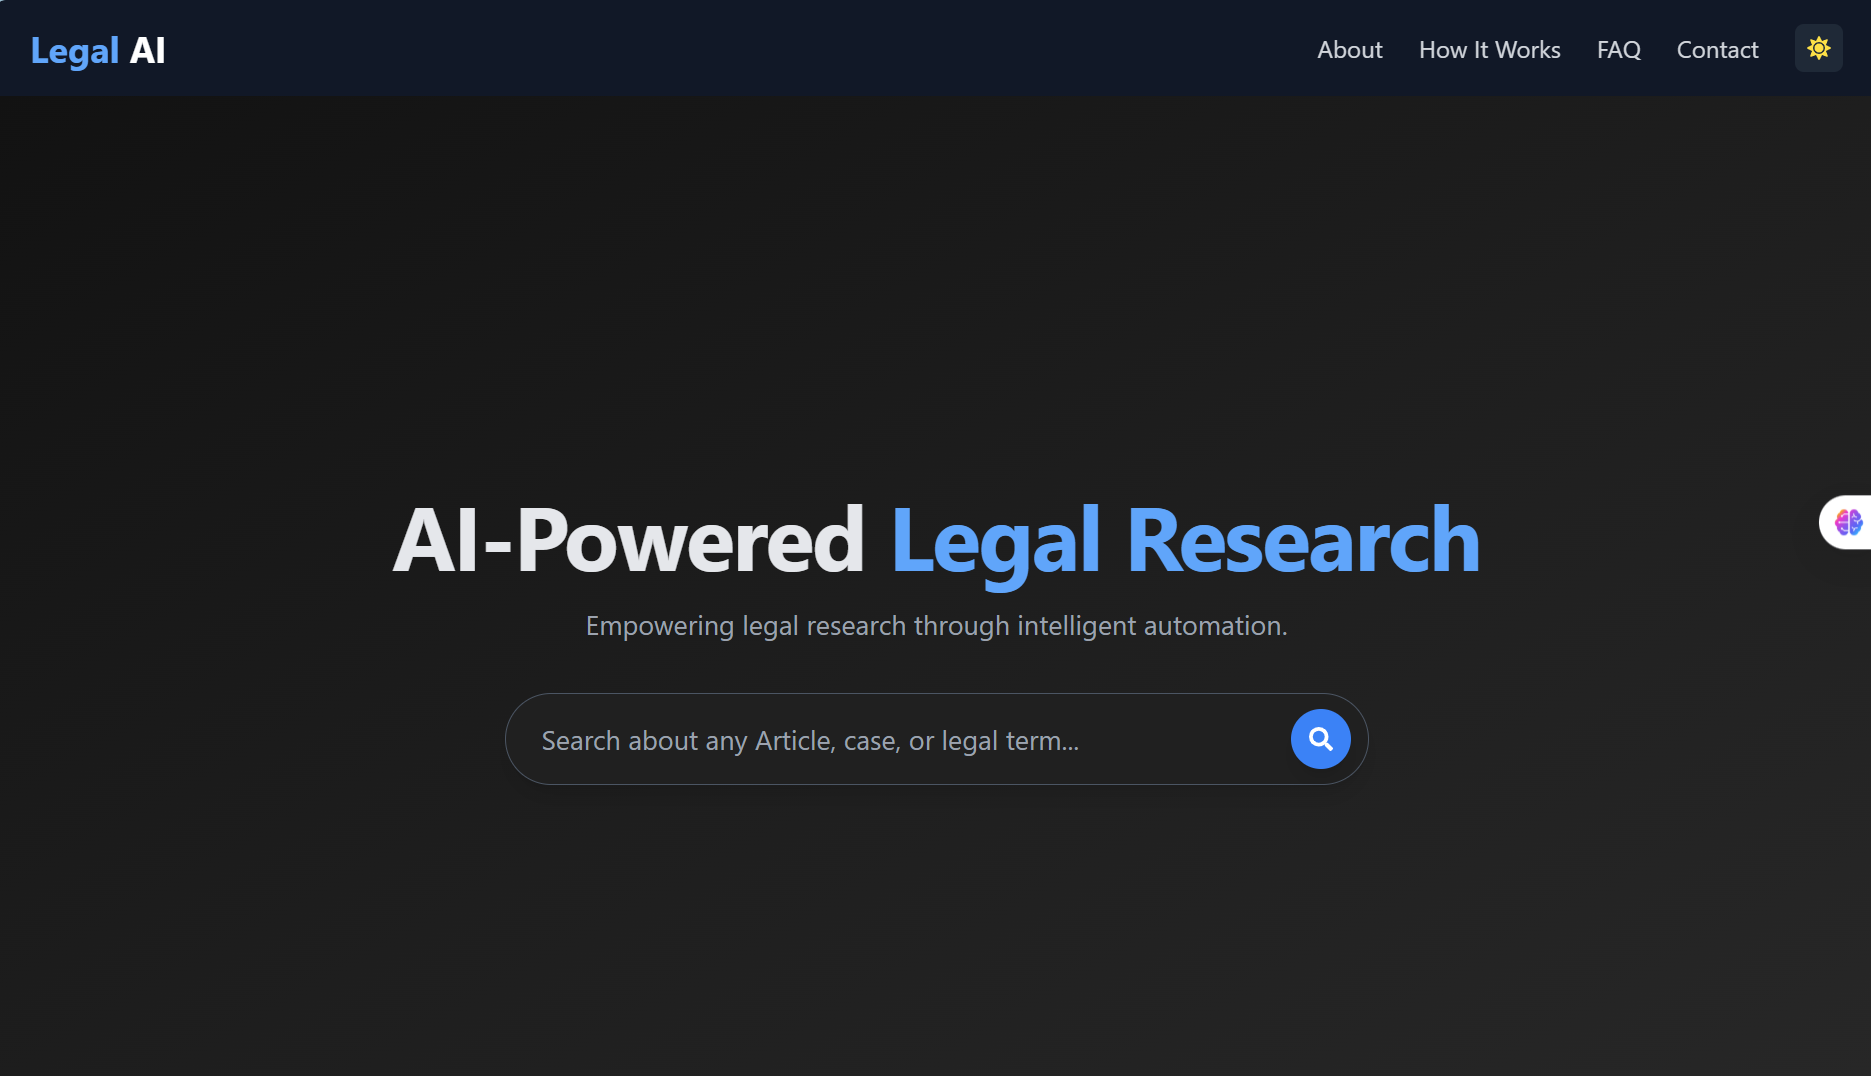 Legal AI
About
How It Works
FAQ
Contact
AI-Powered Legal Research
Empowering legal research through intelligent automation.
Search about any Article, case, or legal term...